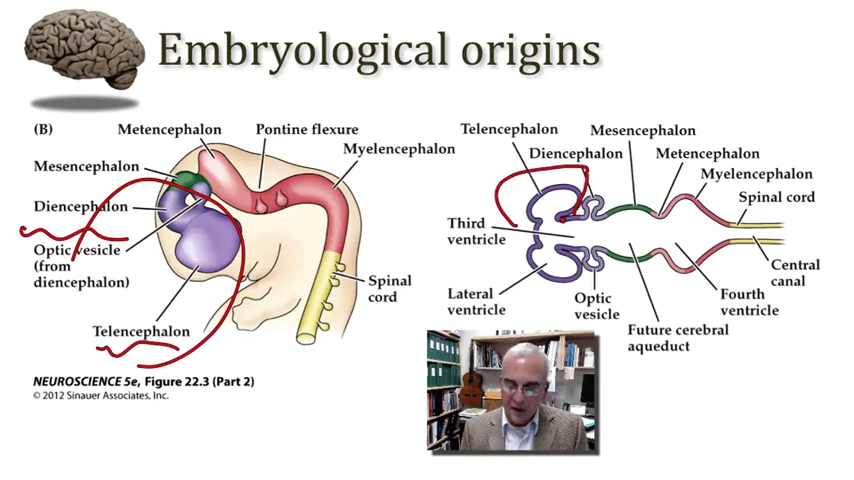 Embryological origins
(B)
Metencephalon
Pontine flexure
Myelencephalon
Mesencephalon
Diencephalon
Optic vesicle
(from
diencephalon)
Telencephalon
Spinal
cord
Telencephalon
Mesencephalon
Diencephalon
Metencephalon
Myelencephalon
Spinal cord
Third
ventricle
Lateral
ventricle
Optic
vesicle
Future cerebral
aqueduct
Fourth
ventricle
Central
canal
NEUROSCIENCE 5e, Figure 22.3 (Part 2)
© 2012 Sinauer Associates, Inc.